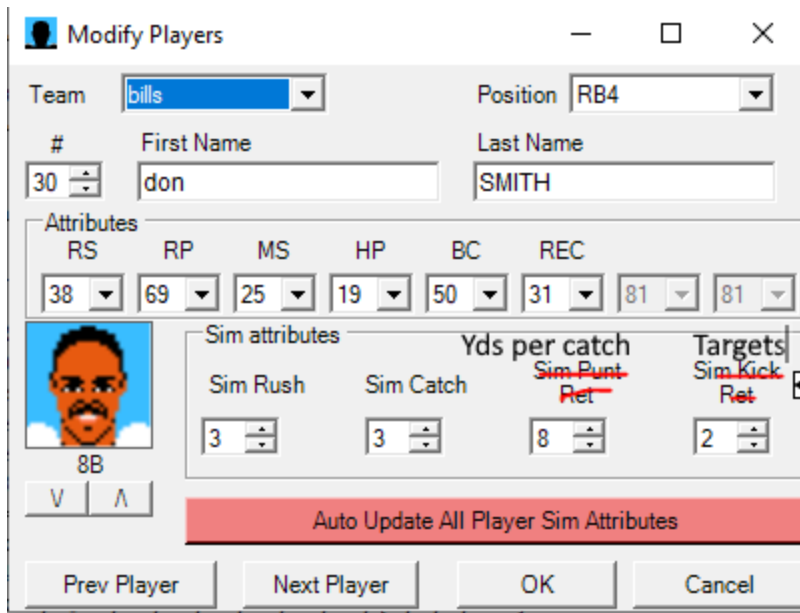 Modify Players
Team bills Position RB4
# First Name Last Name
30 don SMITH
Attributes
RS RP MS HP BC REC
38 69 25 19 50 31 81 81
Sim attributes
Yds per catch Targets
Sim Rush Sim Catch Sim Punt Ret Sim Kick Ret
3 3 8 2
8B
V Λ
Auto Update All Player Sim Attributes
Prev Player Next Player OK Cancel